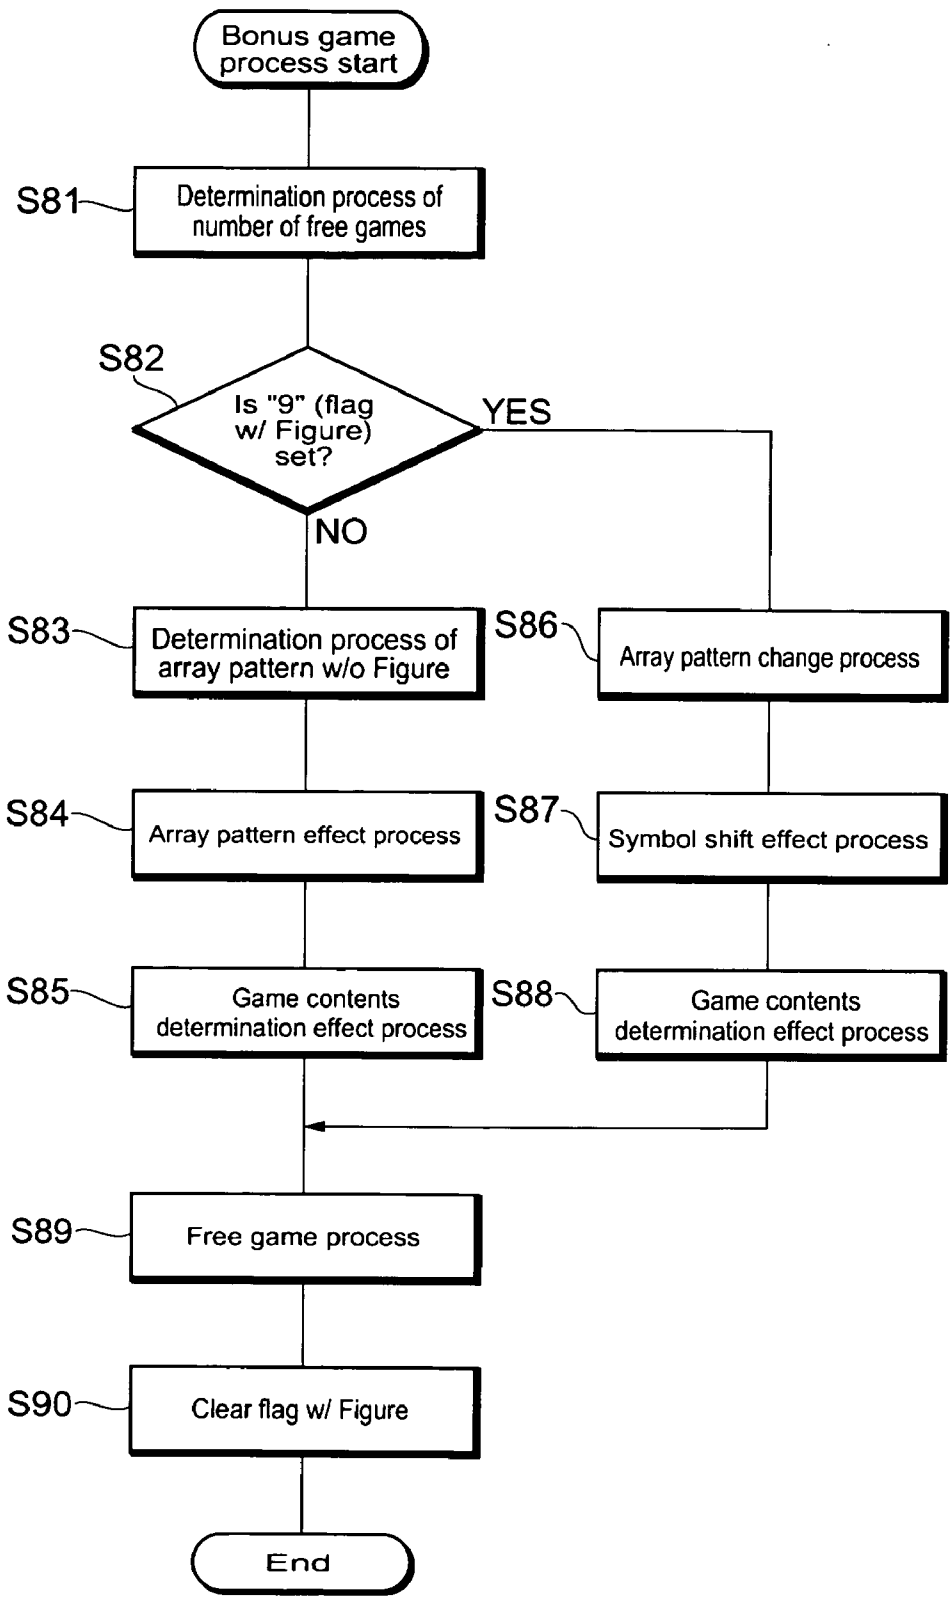 Bonus game
process start
S81
Determination process of
number of free games
S82
Is "9" (flag
w/ Figure)
set?
YES
NO
S83
Determination process of
array pattern w/o Figure
S86
Array pattern change process
S84
Array pattern effect process
S87
Symbol shift effect process
S85
Game contents
determination effect process
S88
Game contents
determination effect process
S89
Free game process
S90
Clear flag w/ Figure
End